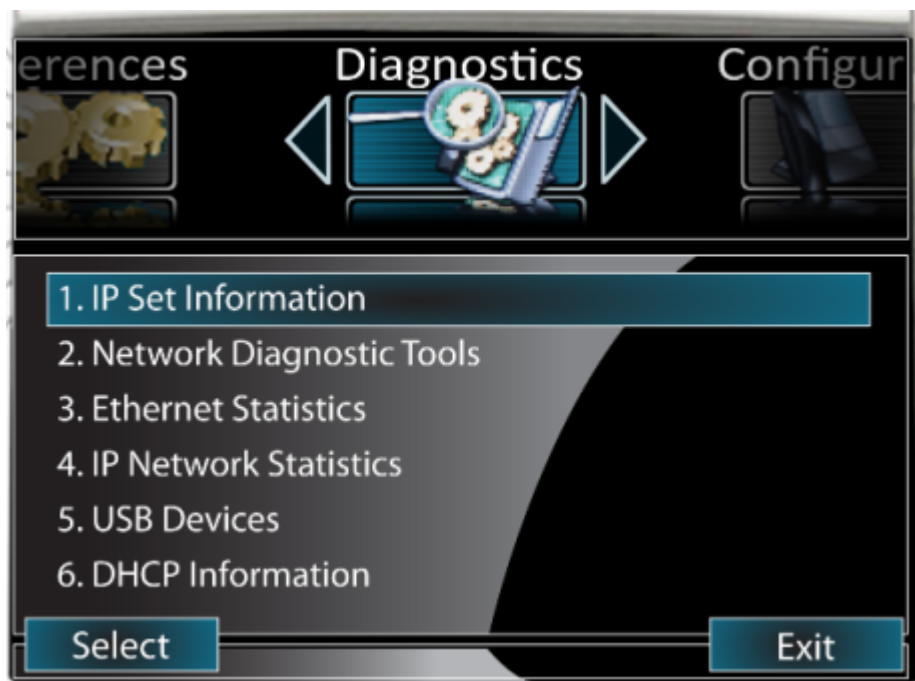 erences
Diagnostics
Configur
1. IP Set Information
2. Network Diagnostic Tools
3. Ethernet Statistics
4. IP Network Statistics
5. USB Devices
6. DHCP Information
Select
Exit